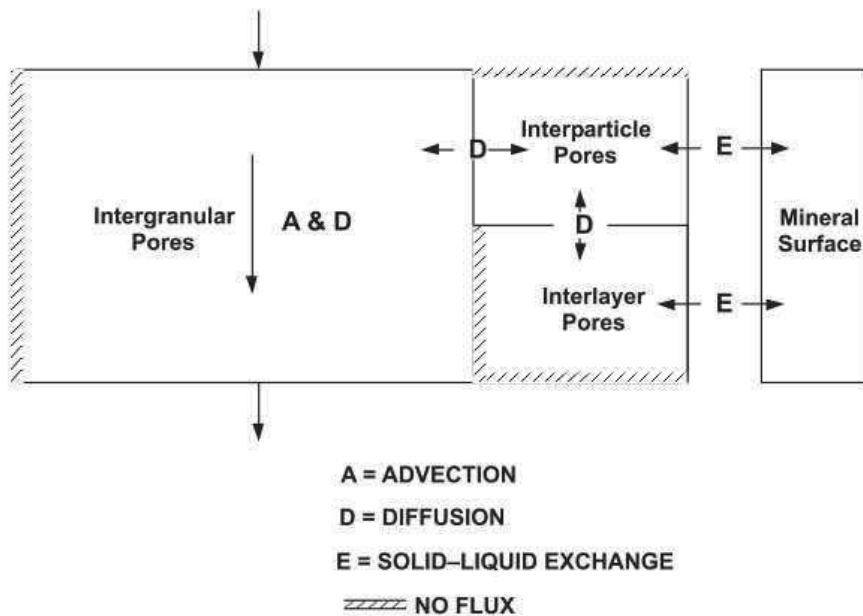 Interparticle
Pores
D
E
Intergranular
Pores
A & D
Mineral
Surface
D
Interlayer
Pores
E
A = ADVECTION
D = DIFFUSION
E = SOLID–LIQUID EXCHANGE
NO FLUX